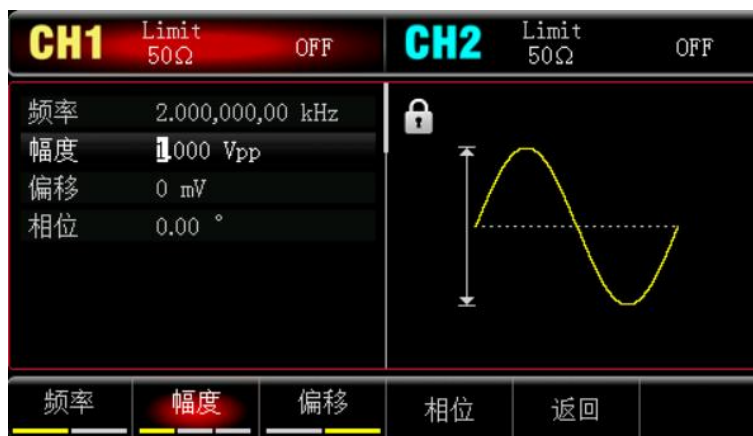 CH1 Limit 50Ω OFF CH2 Limit 50Ω OFF
频率 2.000,000,00 kHz
幅度 1.000 Vpp
偏移 0 mV
相位 0.00 °
频率 幅度 偏移 相位 返回